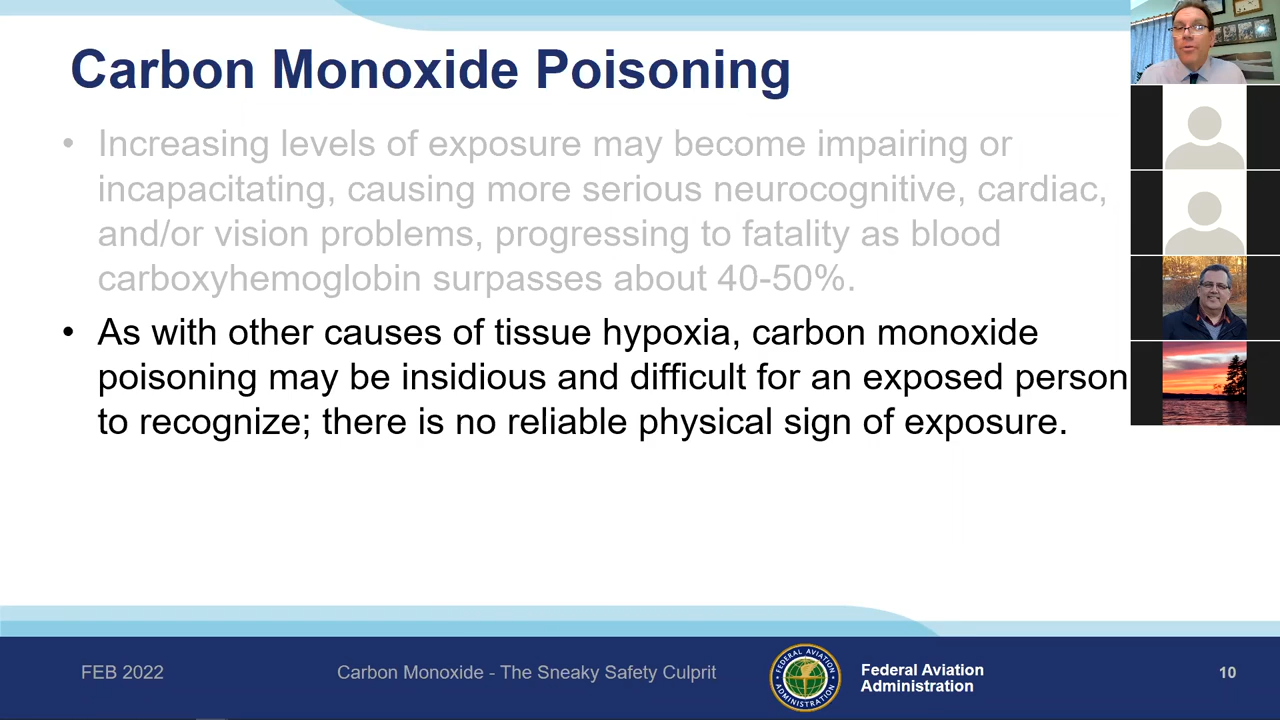 Carbon Monoxide Poisoning
• Increasing levels of exposure may become impairing or
incapacitating, causing more serious neurocognitive, cardiac,
and/or vision problems, progressing to fatality as blood
carboxyhemoglobin surpasses about 40-50%.
• As with other causes of tissue hypoxia, carbon monoxide
poisoning may be insidious and difficult for an exposed person
to recognize; there is no reliable physical sign of exposure.
FEB 2022
Carbon Monoxide - The Sneaky Safety Culprit
FEDERAL AVIATION
ADMINISTRATION
Federal Aviation
Administration
10